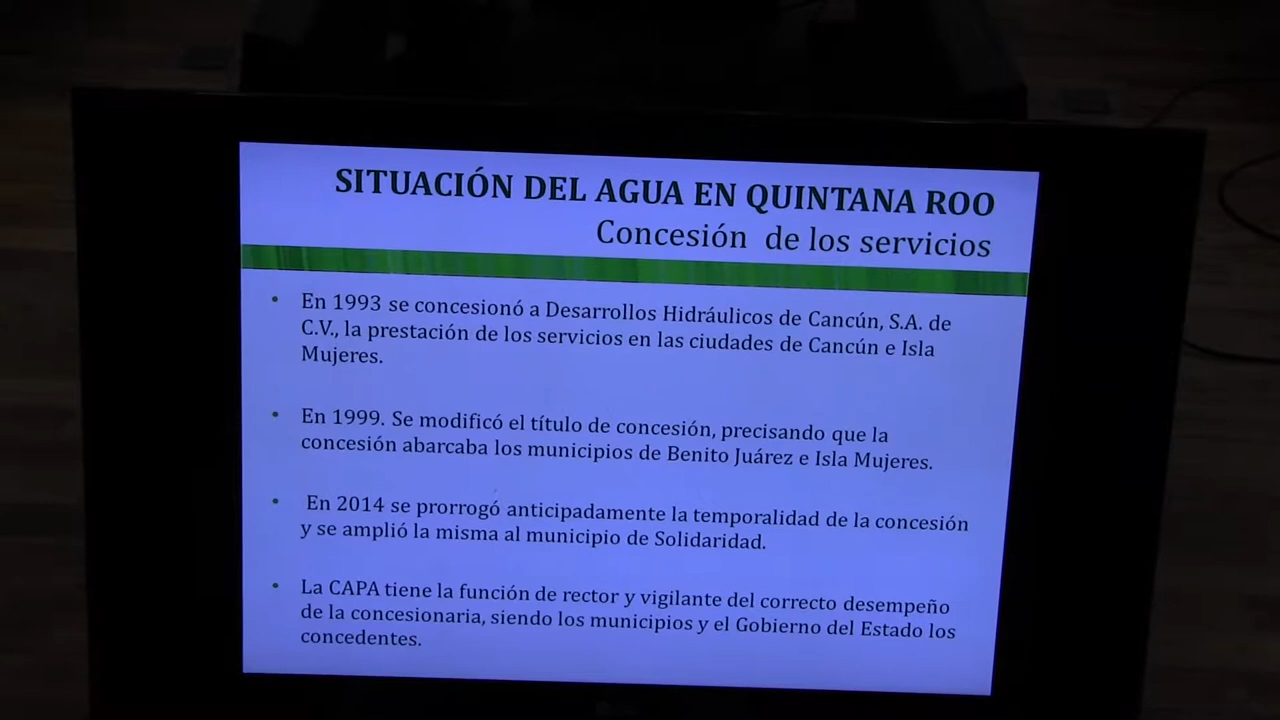 SITUACIÓN DEL AGUA EN QUINTANA ROO
Concesión de los servicios
• En 1993 se concesionó a Desarrollos Hidráulicos de Cancún, S.A. de
C.V., la prestación de los servicios en las ciudades de Cancún e Isla
Mujeres.
• En 1999. Se modificó el título de concesión, precisando que la
concesión abarcaba los municipios de Benito Juárez e Isla Mujeres.
• En 2014 se prorrogó anticipadamente la temporalidad de la concesión
y se amplió la misma al municipio de Solidaridad.
• La CAPA tiene la función de rector y vigilante del correcto desempeño
de la concesionaria, siendo los municipios y el Gobierno del Estado los
concedentes.